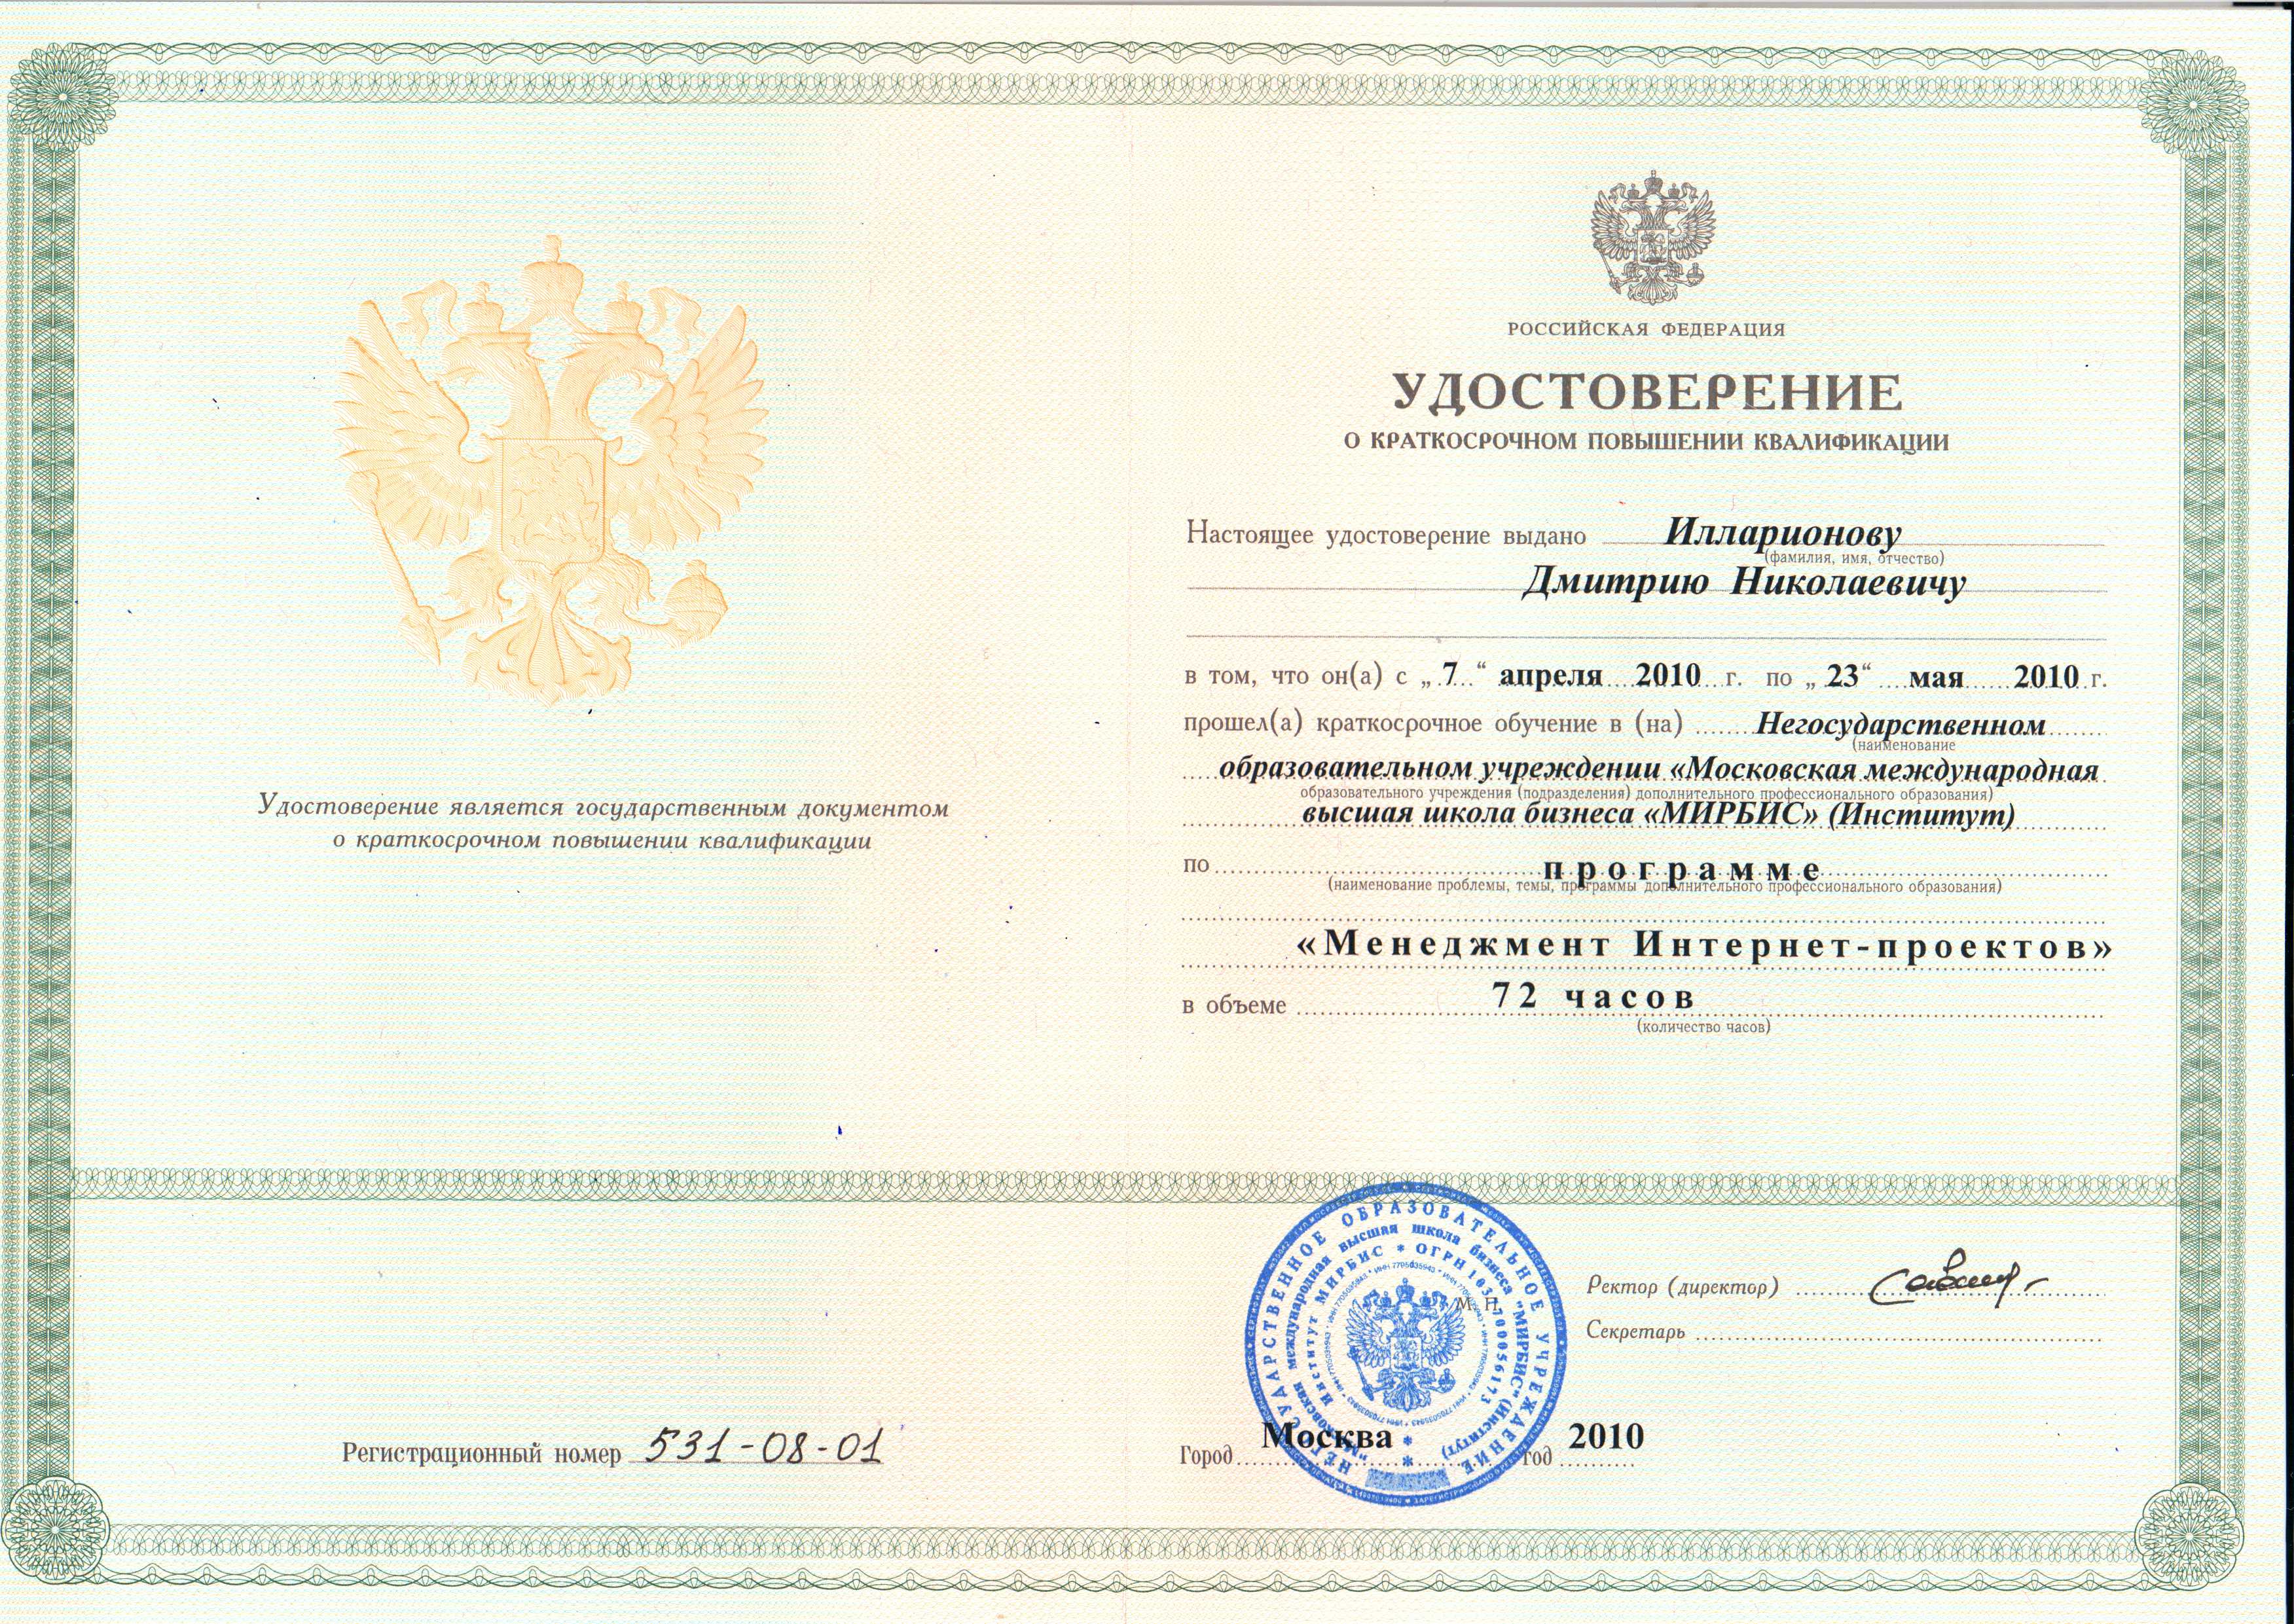 Удостоверение является государственным документом
о краткосрочном повышении квалификации
Регистрационный номер 531-08-01
РОССИЙСКАЯ ФЕДЕРАЦИЯ
УДОСТОВЕРЕНИЕ
О КРАТКОСРОЧНОМ ПОВЫШЕНИИ КВАЛИФИКАЦИИ
Настоящее удостоверение выдано Илларионову
(фамилия, имя, отчество)
Дмитрию Николаевичу
в том, что он(а) с „ 7 “ апреля 2010 г. по „ 23 “ мая 2010 г.
прошел(а) краткосрочное обучение в (на) Негосударственном
(наименование
образовательном учреждении «Московская международная
образовательного учреждения (подразделения) дополнительного профессионального образования)
высшая школа бизнеса «МИРБИС» (Институт)
по программе
(наименование проблемы, темы, программы дополнительного профессионального образования)
«Менеджмент Интернет-проектов»
в объеме 72 часов
(количество часов)
НЕГОСУДАРСТВЕННОЕ ОБРАЗОВАТЕЛЬНОЕ УЧРЕЖДЕНИЕ
"Московская международная высшая школа бизнеса "МИРБИС" (Институт)
Институт МИРБИС * ОГРН 1037700056173
ИНН 7705035943
М. П.
Ректор (директор)
Секретарь
Город Москва год 2010